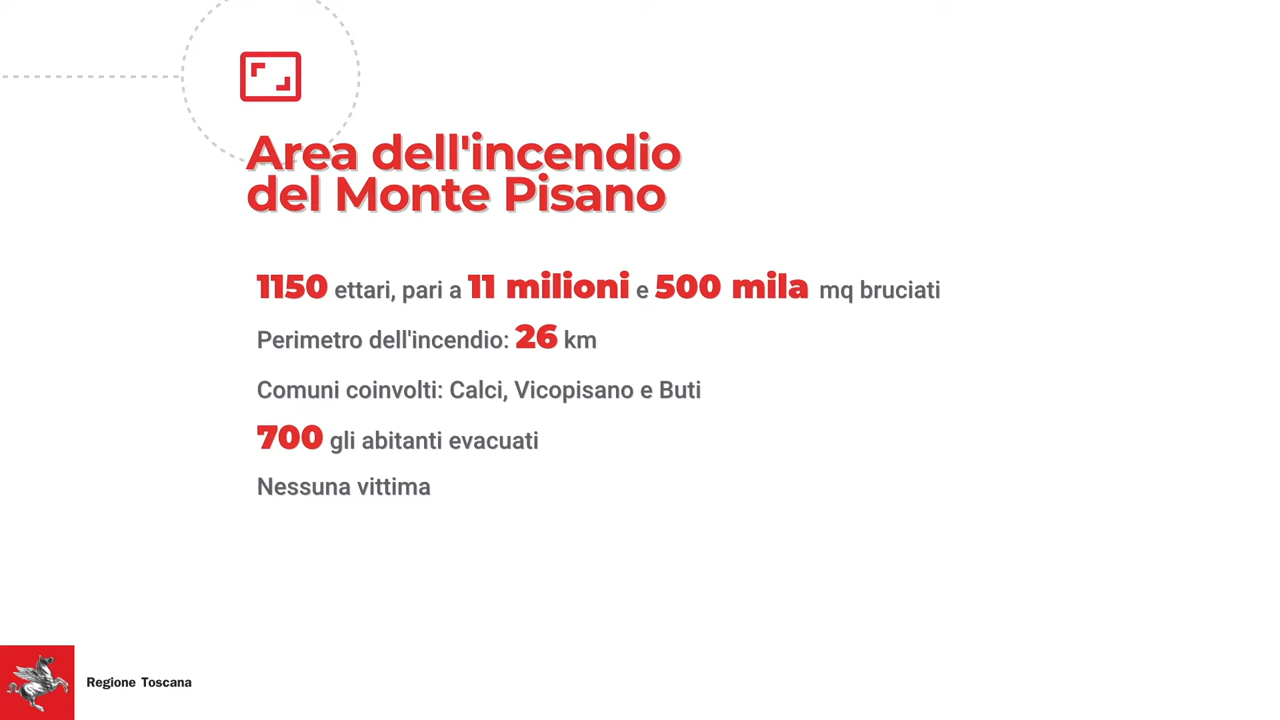 Area dell'incendio
del Monte Pisano
1150 ettari, pari a 11 milioni e 500 mila mq bruciati
Perimetro dell'incendio: 26 km
Comuni coinvolti: Calci, Vicopisano e Buti
700 gli abitanti evacuati
Nessuna vittima
Regione Toscana